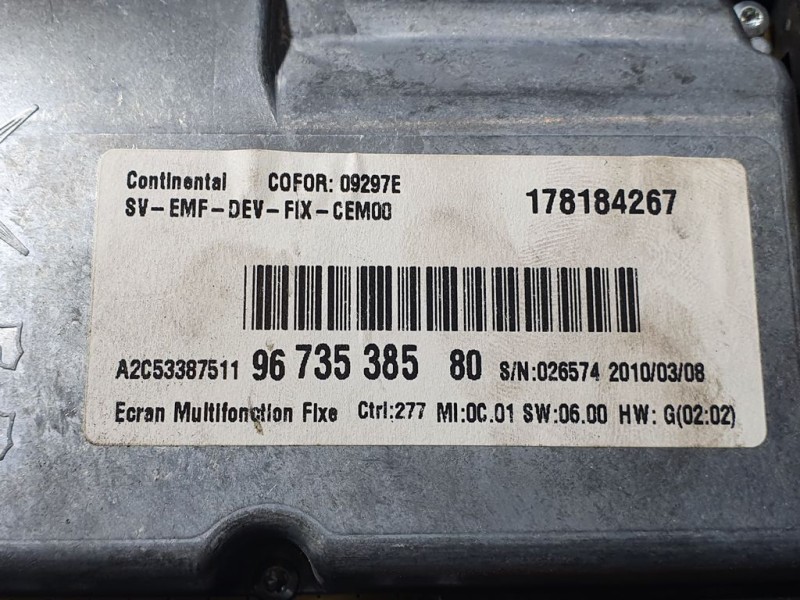 Continental COFOR: 09297E 178184267
SV-EMF-DEV-FIX-CEM00
A2C53387511 96 735 385 80 S/N:026574 2010/03/08
Ecran Multifonction Fixe Ctrl:277 MI:0C.01 SW:06.00 HW: G(02:02)